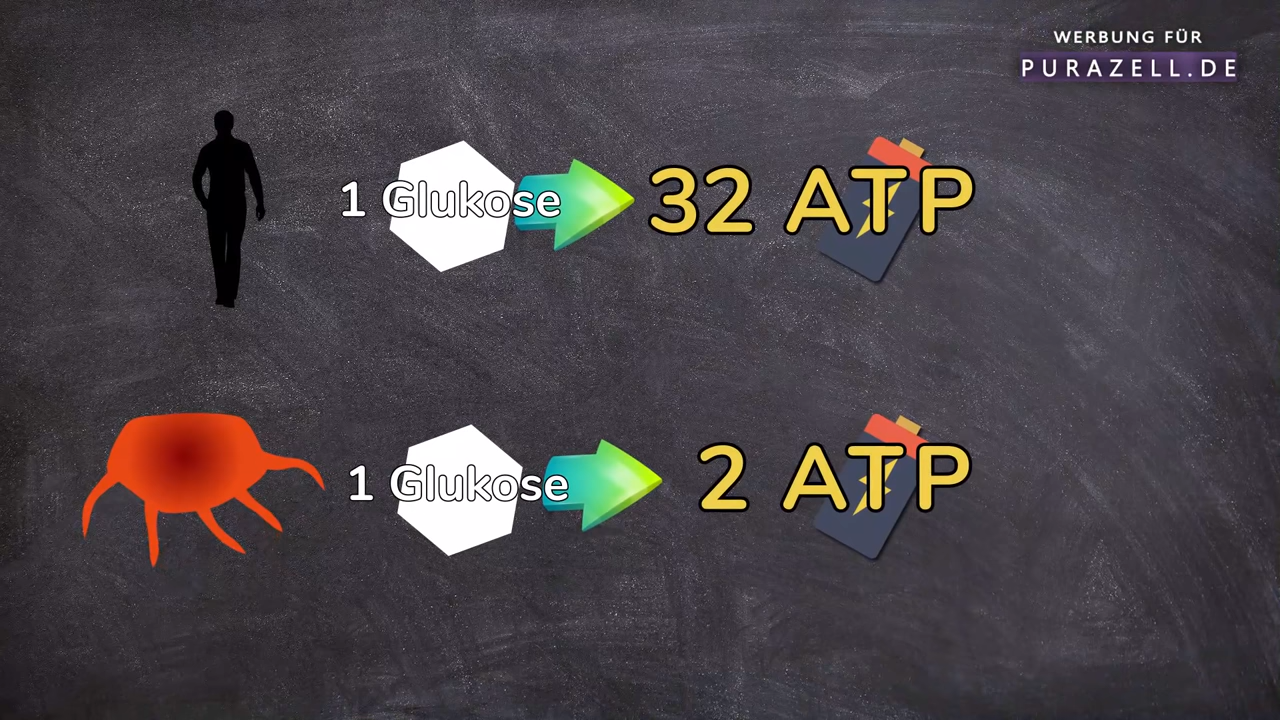 WERBUNG FÜR
PURAZELL.DE
1 Glukose
32 ATP
1 Glukose
2 ATP